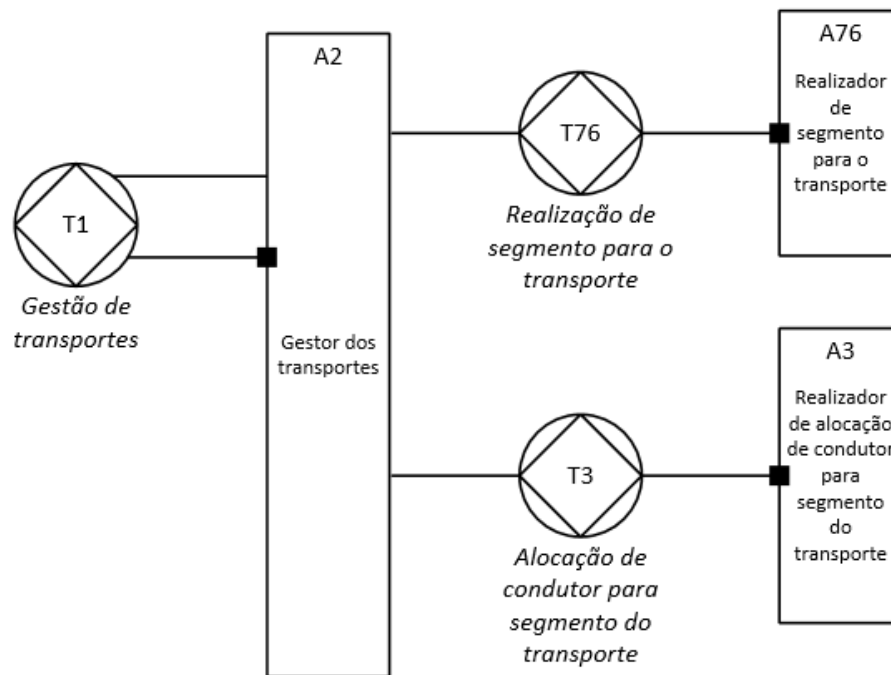 T1
Gestão de
transportes
A2
Gestor dos
transportes
T76
Realização de
segmento para o
transporte
A76
Realizador
de
segmento
para o
transporte
T3
Alocação de
condutor para
segmento do
transporte
A3
Realizador
de alocação
de condutor
para
segmento
do
transporte